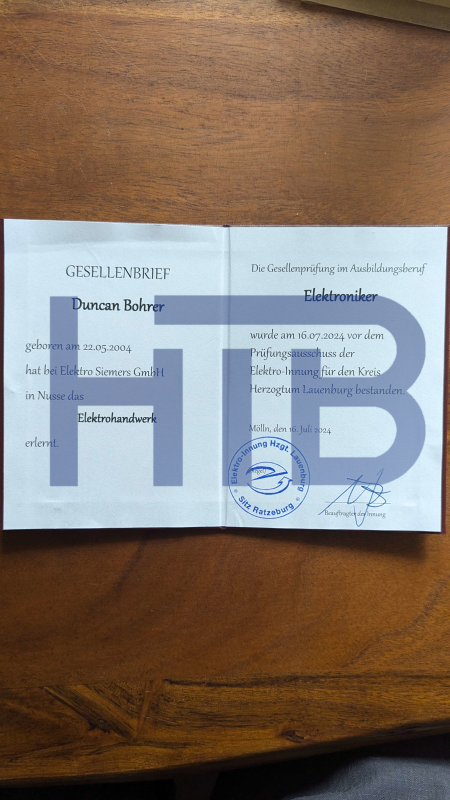 GESELLENBRIEF
Duncan Bohrer
geboren am 22.05.2004
hat bei Elektro Siemers GmbH
in Nusse das
Elektrohandwerk
erlernt.
Die Gesellenprüfung im Ausbildungsberuf
Elektroniker
wurde am 16.07.2024 vor dem
Prüfungsausschuss der
Elektro-Innung für den Kreis
Herzogtum Lauenburg bestanden.
Mölln, den 16. Juli 2024
Elektro-Innung Hzgt. Lauenburg
Sitz Ratzeburg
Beauftragter der Innung
HTB